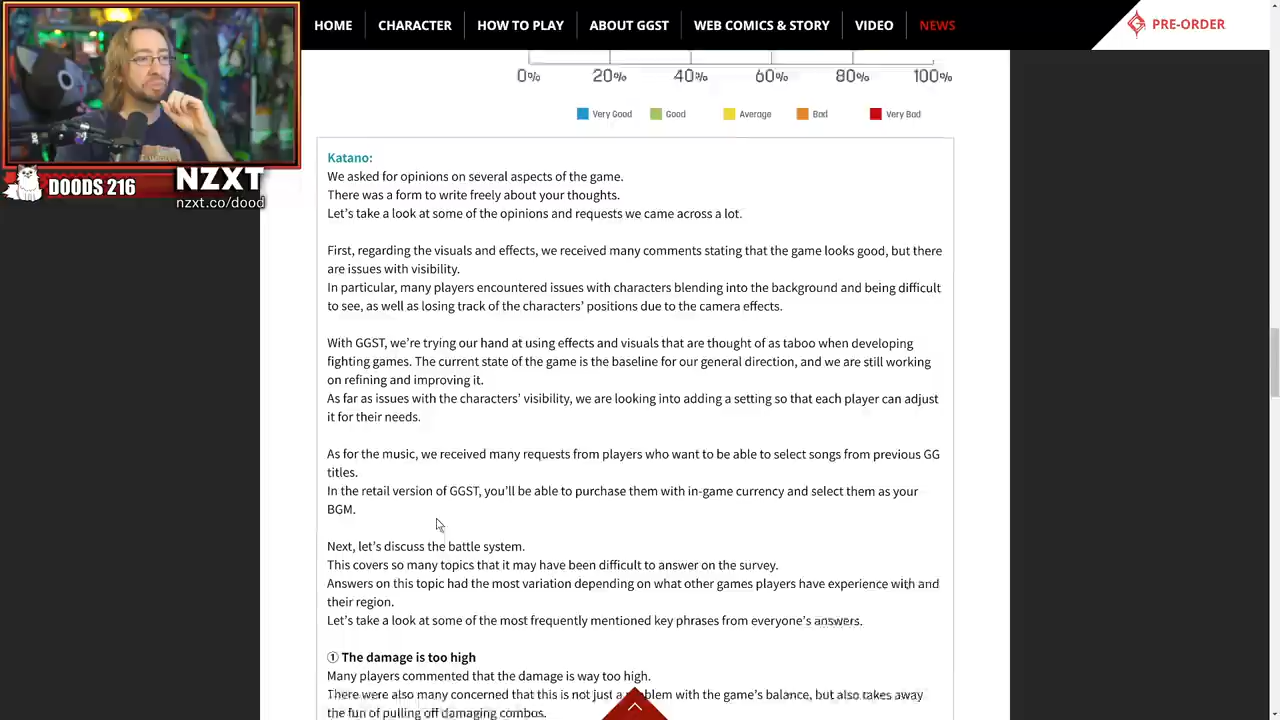 HOME
CHARACTER
HOW TO PLAY
ABOUT GGST
WEB COMICS & STORY
VIDEO
NEWS
PRE-ORDER
0% 20% 40% 60% 80% 100%
Very Good Good Average Bad Very Bad
DOODS 216
NZXT
nzxt.co/dood
Katano:
We asked for opinions on several aspects of the game.
There was a form to write freely about your thoughts.
Let's take a look at some of the opinions and requests we came across a lot.
First, regarding the visuals and effects, we received many comments stating that the game looks good, but there
are issues with visibility.
In particular, many players encountered issues with characters blending into the background and being difficult
to see, as well as losing track of the characters' positions due to the camera effects.
With GGST, we're trying our hand at using effects and visuals that are thought of as taboo when developing
fighting games. The current state of the game is the baseline for our general direction, and we are still working
on refining and improving it.
As far as issues with the characters' visibility, we are looking into adding a setting so that each player can adjust
it for their needs.
As for the music, we received many requests from players who want to be able to select songs from previous GG
titles.
In the retail version of GGST, you'll be able to purchase them with in-game currency and select them as your
BGM.
Next, let's discuss the battle system.
This covers so many topics that it may have been difficult to answer on the survey.
Answers on this topic had the most variation depending on what other games players have experience with and
their region.
Let's take a look at some of the most frequently mentioned key phrases from everyone's answers.
① The damage is too high
Many players commented that the damage is way too high.
There were also many concerned that this is not just a problem with the game's balance, but also takes away
the fun of pulling off damaging combos.